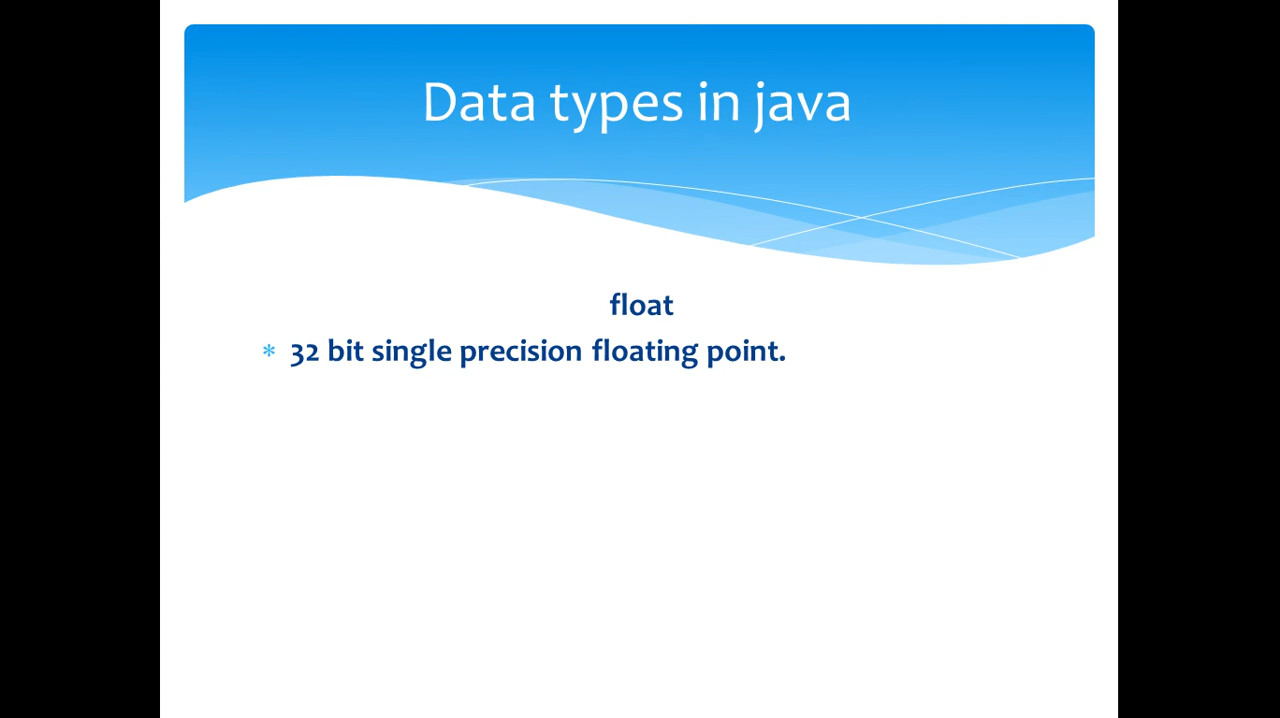 Data types in java
float
* 32 bit single precision floating point.